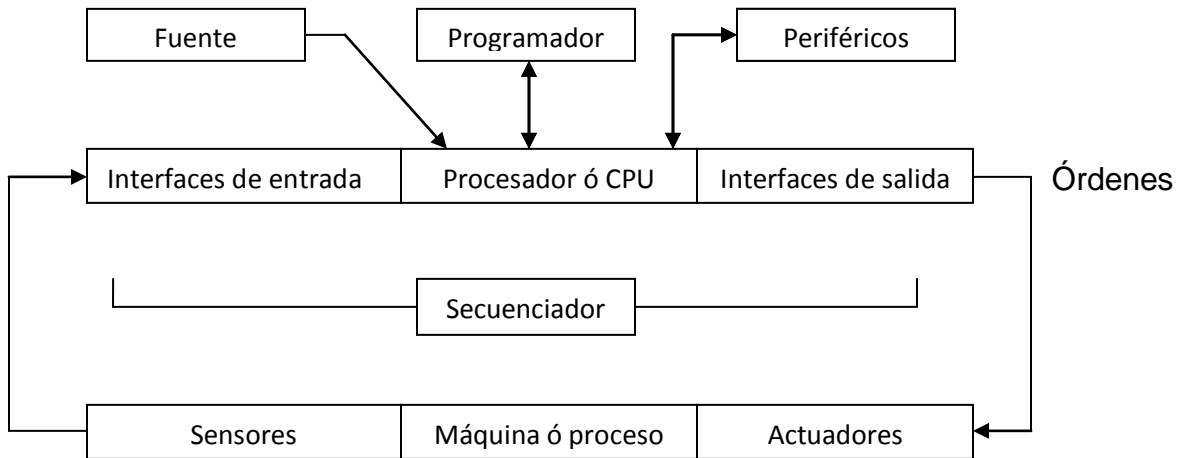 Fuente
Programador
Periféricos
Interfaces de entrada
Procesador ó CPU
Interfaces de salida
Órdenes
Secuenciador
Sensores
Máquina ó proceso
Actuadores